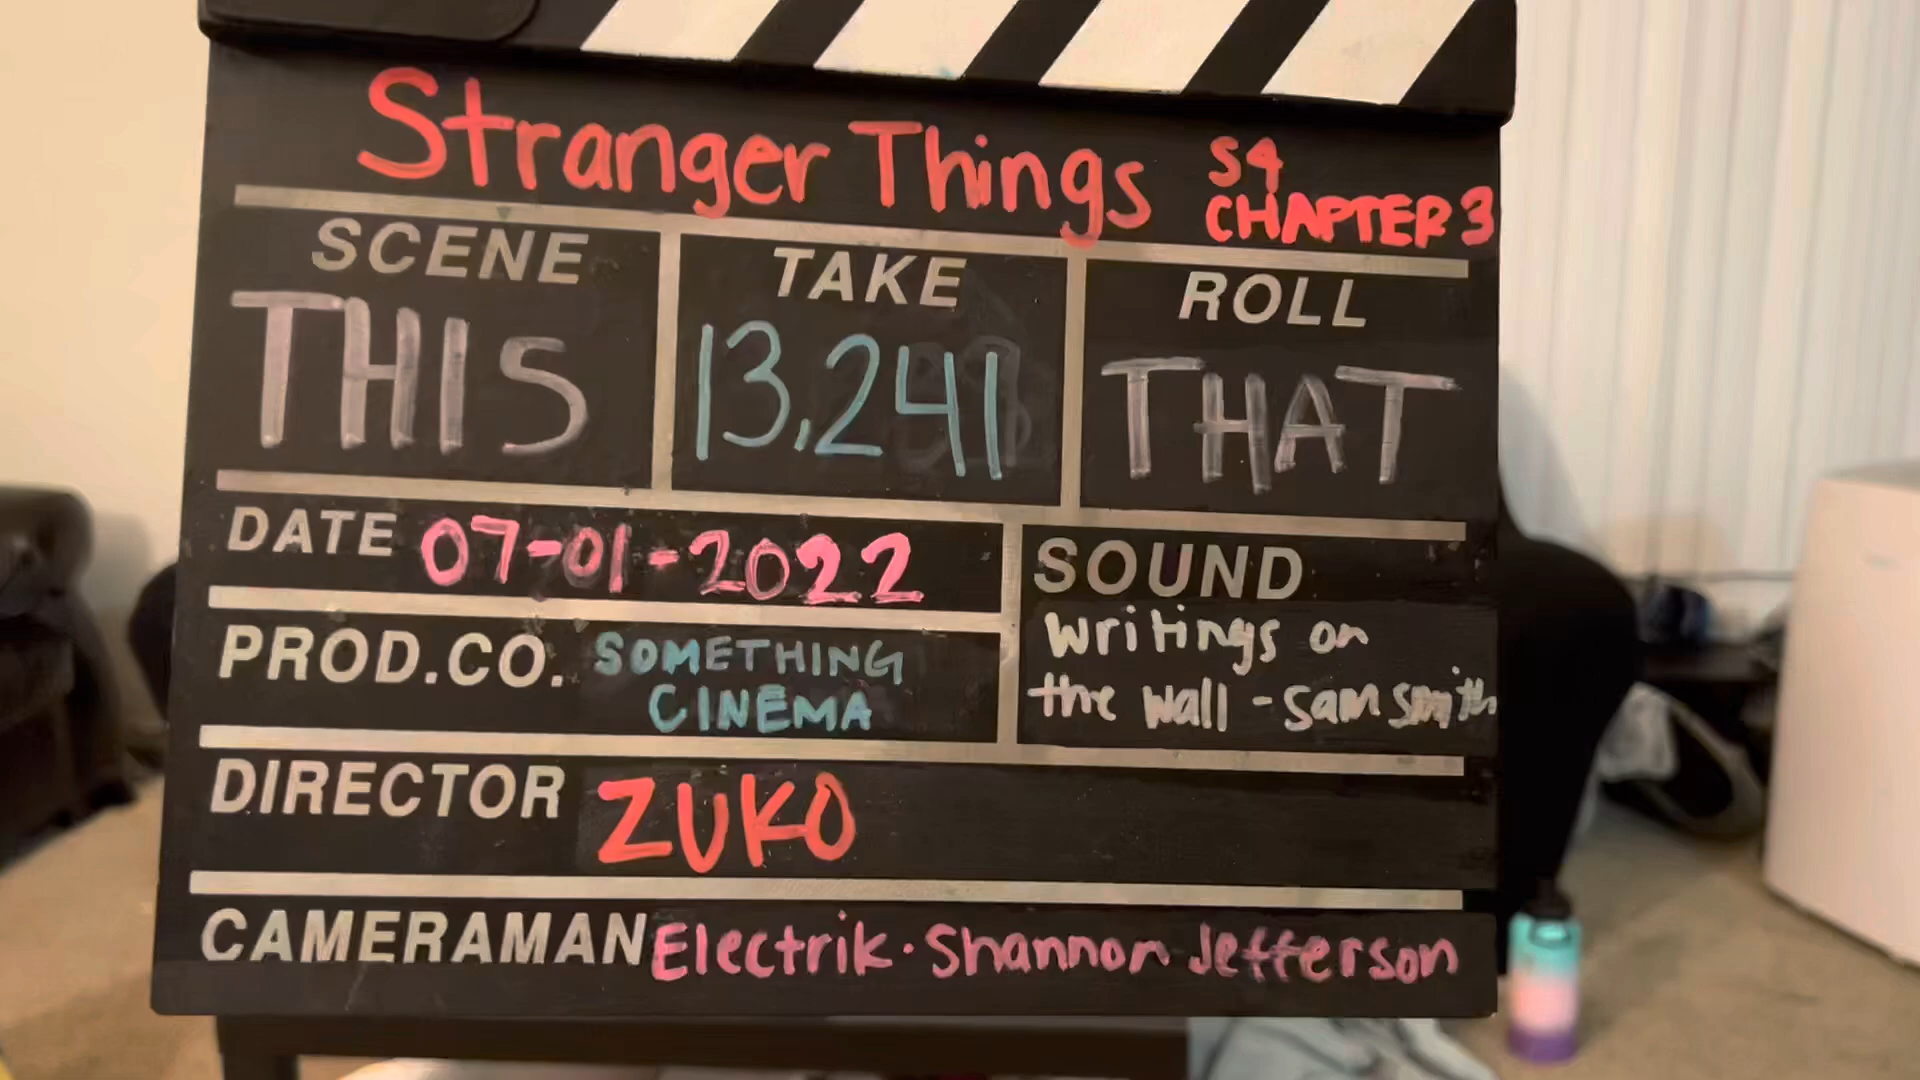 Stranger Things S4
CHAPTER 3
SCENE TAKE ROLL
THIS 13,241 THAT
DATE 07-01-2022
SOUND
Writings on
the Wall - Sam Smith
PROD.CO. SOMETHING
CINEMA
DIRECTOR ZUKO
CAMERAMAN Electrik · Shannon Jefferson